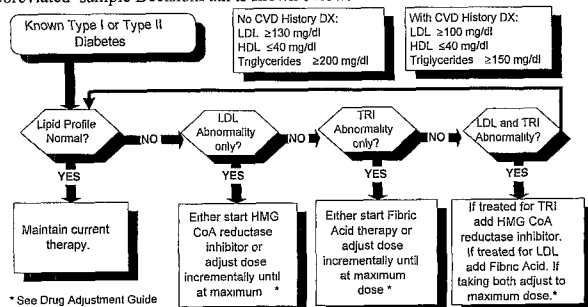 Known Type I or Type II
Diabetes
No CVD History DX:
LDL ≥130 mg/dl
HDL ≤40 mg/dl
Triglycerides ≥200 mg/dl
With CVD History DX:
LDL ≥100 mg/dl
HDL ≤40 mg/dl
Triglycerides ≥150 mg/dl
Lipid Profile
Normal?
NO
LDL
Abnormality
only?
NO
TRI
Abnormality
only?
NO
LDL and TRI
Abnormality?
YES
YES
YES
YES
Maintain current
therapy.
Either start HMG
CoA reductase
inhibitor or
adjust dose
incrementally until
at maximum *
Either start Fibric
Acid therapy or
adjust dose
incrementally until
at maximum
dose *
If treated for TRI
add HMG CoA
reductase inhibitor.
If treated for LDL
add Fibric Acid. If
taking both adjust to
maximum dose.*
* See Drug Adjustment Guide